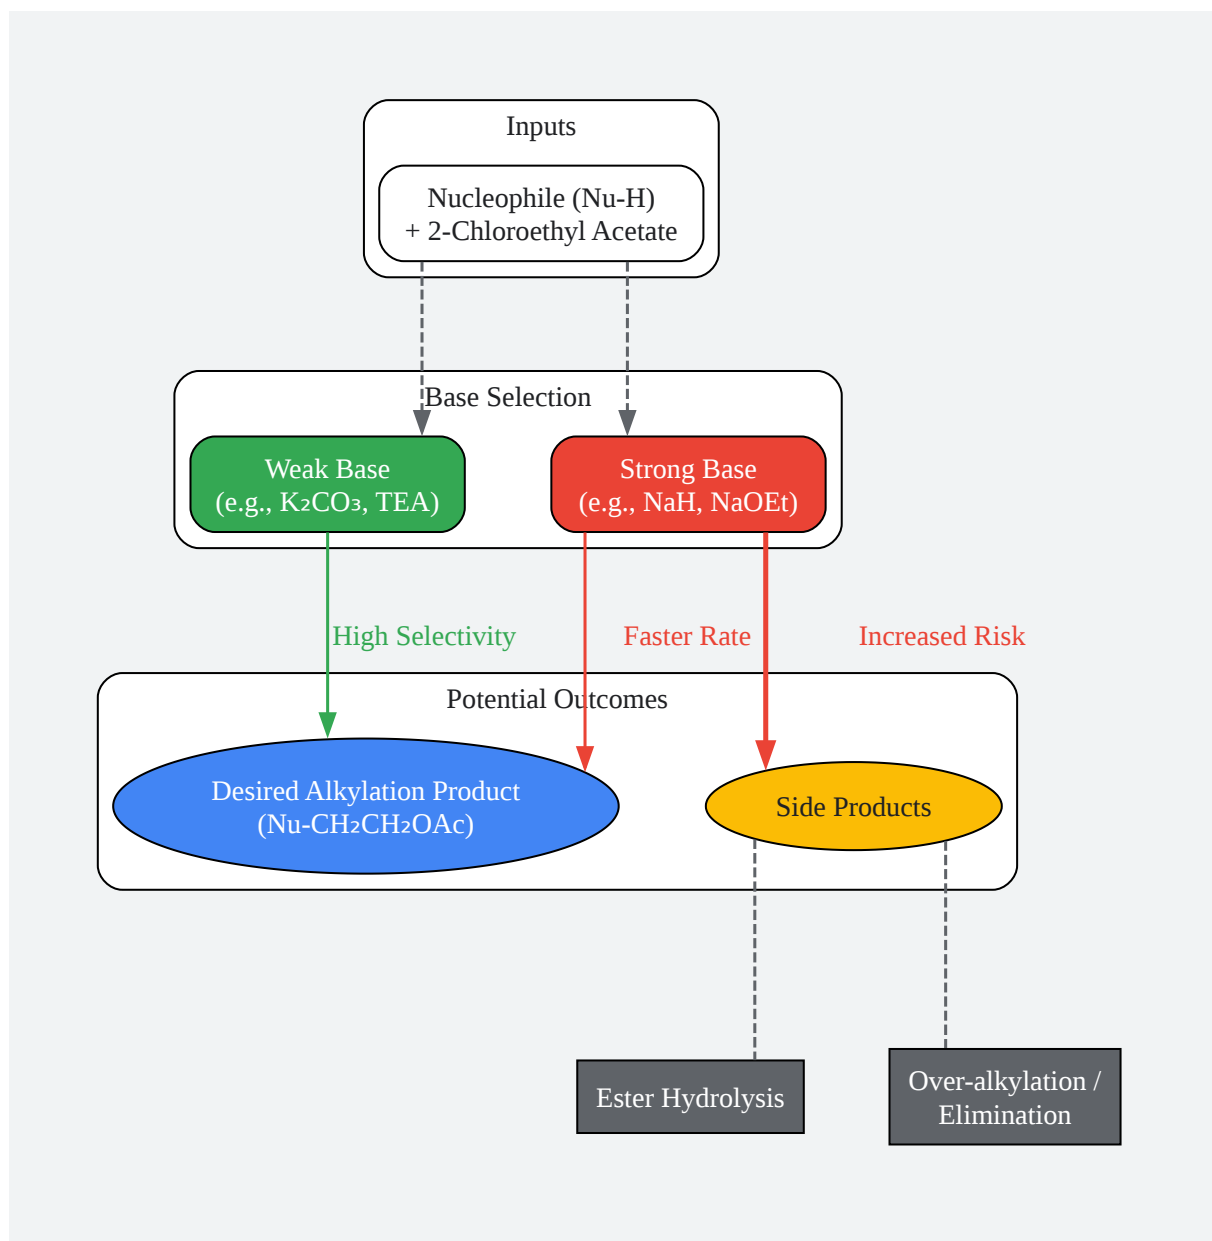 Inputs
Nucleophile (Nu-H)
+ 2-Chloroethyl Acetate
Base Selection
Weak Base
(e.g., K₂CO₃, TEA)
Strong Base
(e.g., NaH, NaOEt)
High Selectivity
Faster Rate
Increased Risk
Potential Outcomes
Desired Alkylation Product
(Nu-CH₂CH₂OAc)
Side Products
Ester Hydrolysis
Over-alkylation /
Elimination